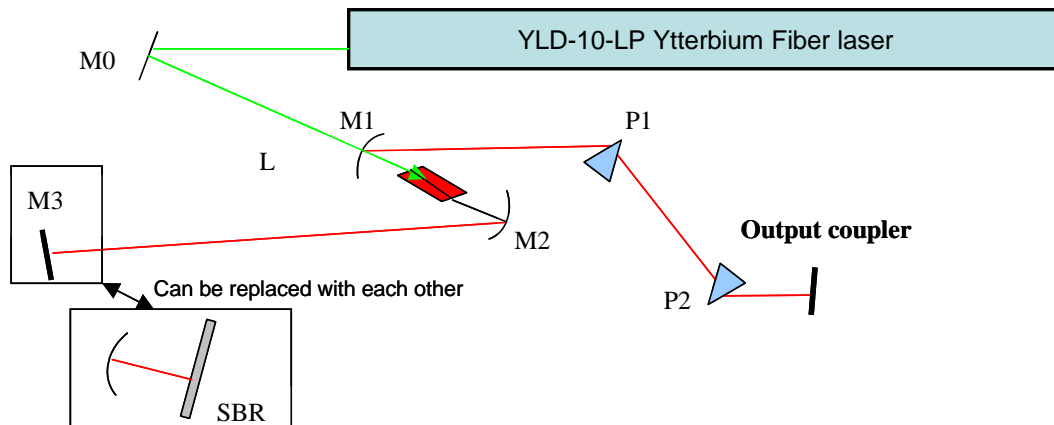 YLD-10-LP Ytterbium Fiber laser
M0
M1
P1
L
M3
M2
Output coupler
Can be replaced with each other
P2
SBR